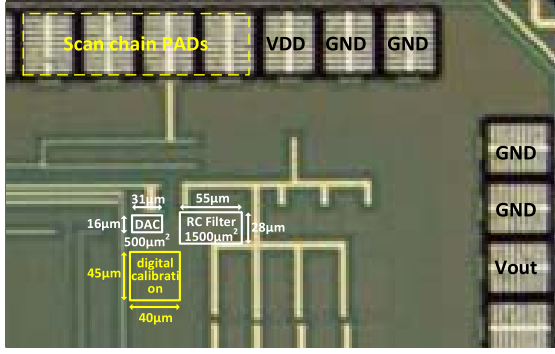 Scan chain PADs
VDD
GND
GND
GND
GND
Vout
31μm
16μm
DAC
500μm²
55μm
RC Filter
1500μm²
28μm
45μm
digital
calibrati
on
40μm